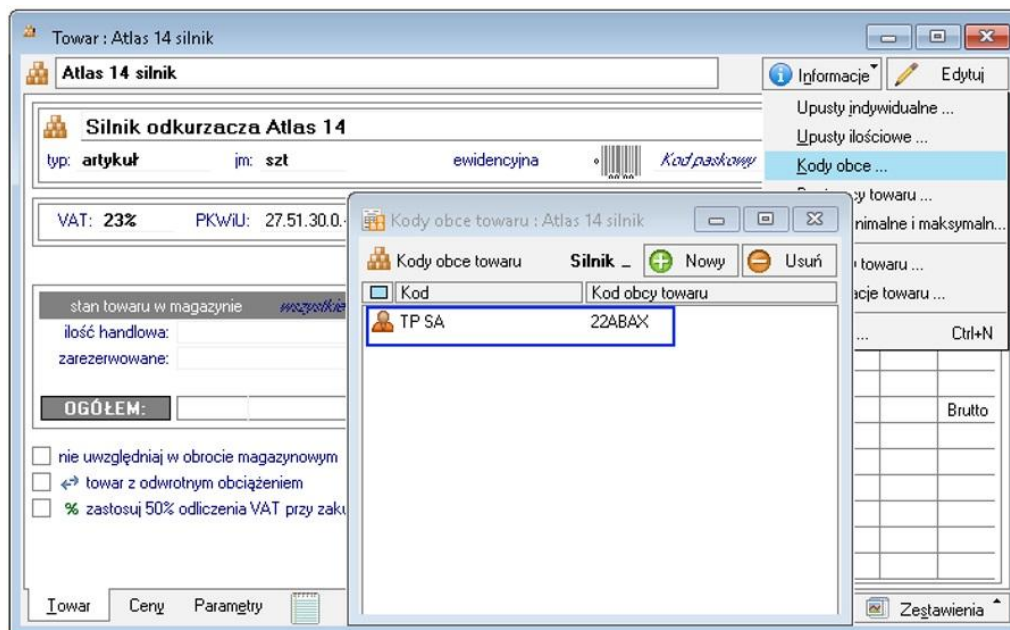 Towar : Atlas 14 silnik
Atlas 14 silnik
Informacje
Edytuj
Upusty indywidualne ...
Upusty ilościowe ...
Kody obce ...
towaru ...
maksymaln...
towaru ...
towaru ...
... Ctrl+N
Silnik odkurzacza Atlas 14
typ: artykuł jm: szt ewidencyjna Kod paskowy
VAT: 23% PKWiU: 27.51.30.0.-
stan towaru w magazynie wszystkie
ilość handlowa:
zarezerwowane:
OGÓŁEM:
Brutto
nie uwzględniaj w obrocie magazynowym
towar z odwrotnym obciążeniem
% zastosuj 50% odliczenia VAT przy
Kody obce towaru : Atlas 14 silnik
Kody obce towaru Silnik _ Nowy Usuń
Kod Kod obcy towaru
TP SA 22ABAX
Towar Ceny Parametry
Zestawienia